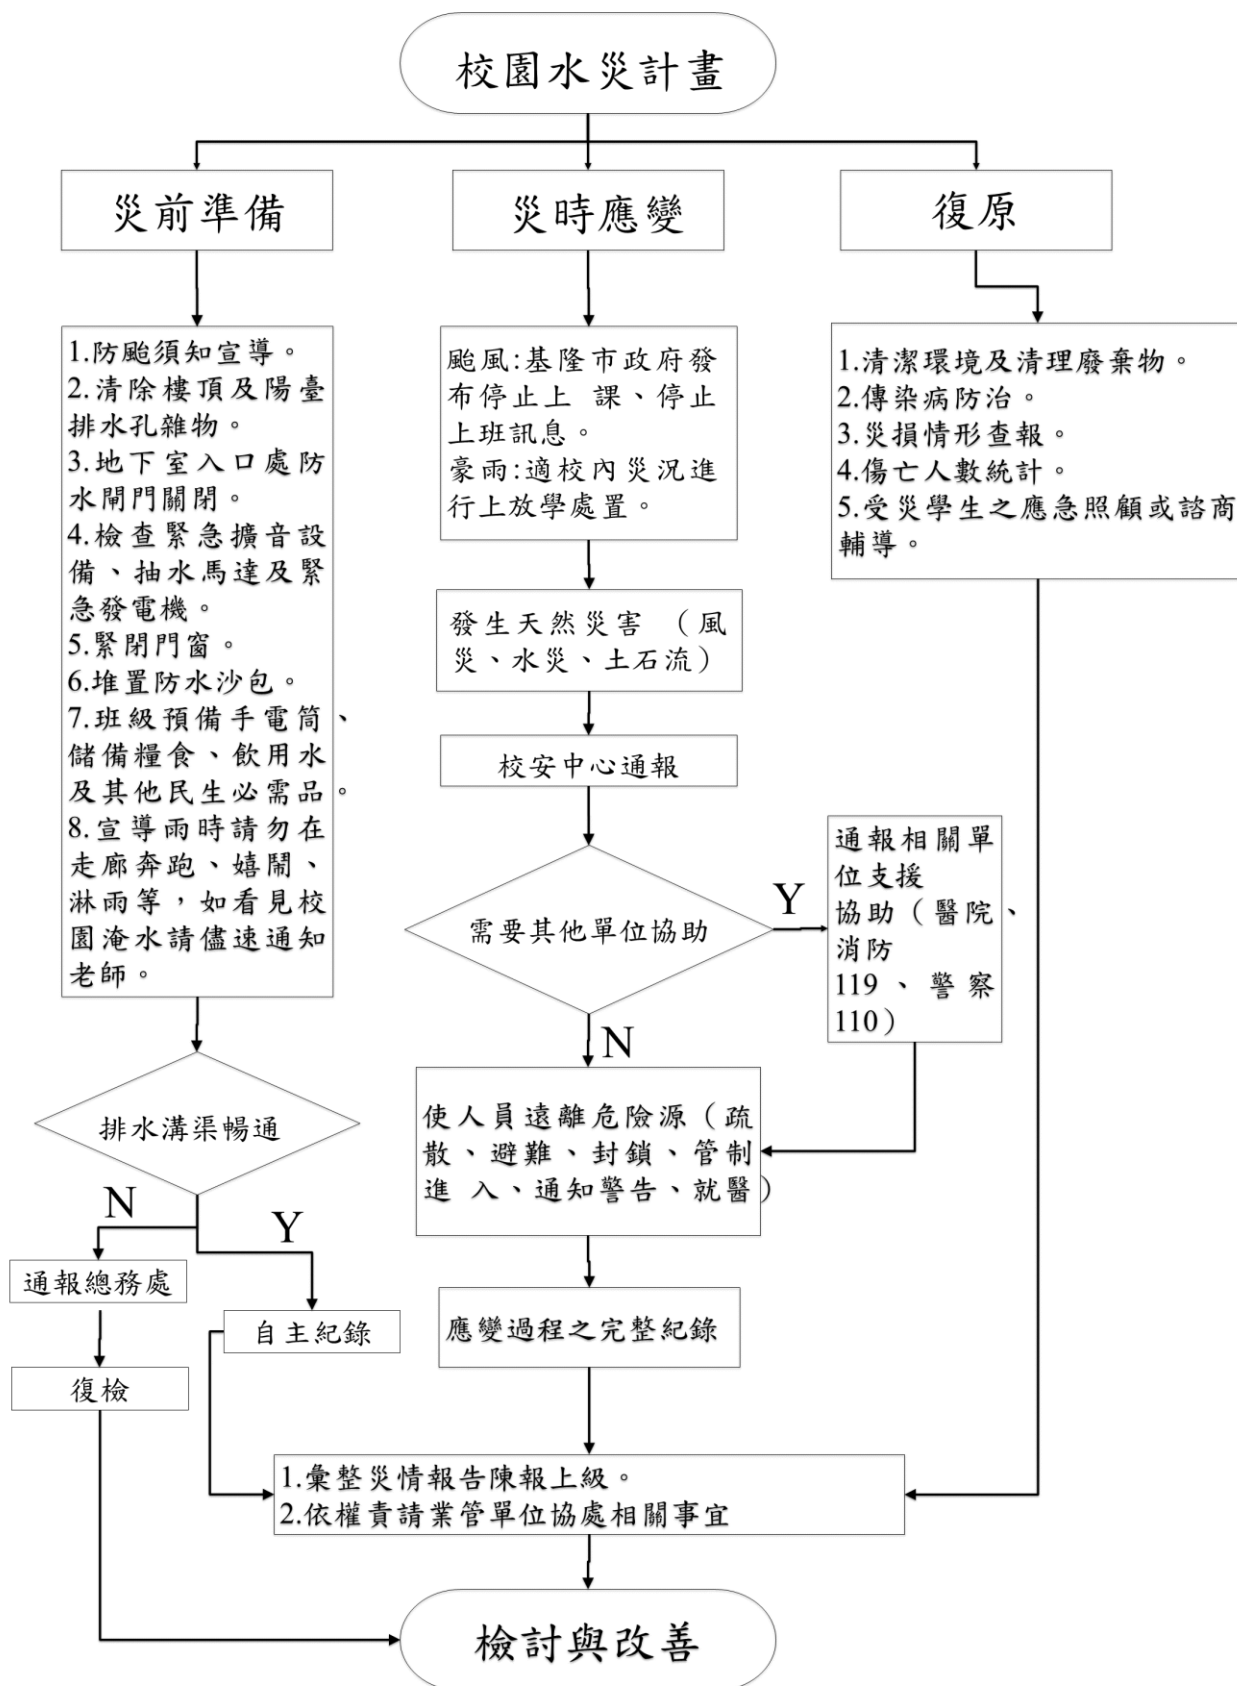 校園水災計畫
災前準備
災時應變
復原
1.防颱須知宣導。
2.清除樓頂及陽臺
排水孔雜物。
3.地下室入口處防
水閘門關閉。
4.檢查緊急擴音設
備、抽水馬達及緊
急發電機。
5.緊閉門窗。
6.堆置防水沙包。
7.班級預備手電筒、
儲備糧食、飲用水
及其他民生必需品。
8.宣導雨時請勿在
走廊奔跑、嬉鬧、
淋雨等，如看見校
園淹水請儘速通知
老師。
排水溝渠暢通
N
Y
通報總務處
自主紀錄
復檢
颱風:基隆市政府發
布停止上 課、停止
上班訊息。
豪雨:適校內災況進
行上放學處置。
發生天然災害 （風
災、水災、土石流）
校安中心通報
需要其他單位協助
Y
N
通報相關單
位支援
協助（醫院、
消防
119 、 警 察
110）
使人員遠離危險源（疏
散、避難、封鎖、管制
進 入、通知警告、就醫）
應變過程之完整紀錄
1.清潔環境及清理廢棄物。
2.傳染病防治。
3.災損情形查報。
4.傷亡人數統計。
5.受災學生之應急照顧或諮商
輔導。
1.彙整災情報告陳報上級。
2.依權責請業管單位協處相關事宜
檢討與改善